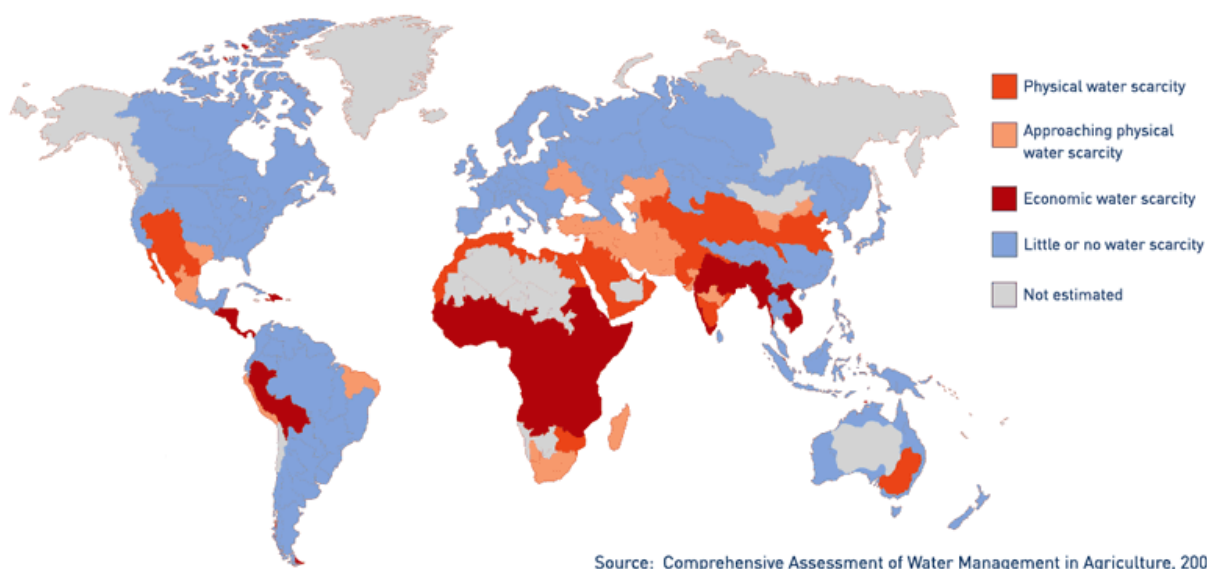 Physical water scarcity
Approaching physical
water scarcity
Economic water scarcity
Little or no water scarcity
Not estimated
Source: Comprehensive Assessment of Water Management in Agriculture, 200